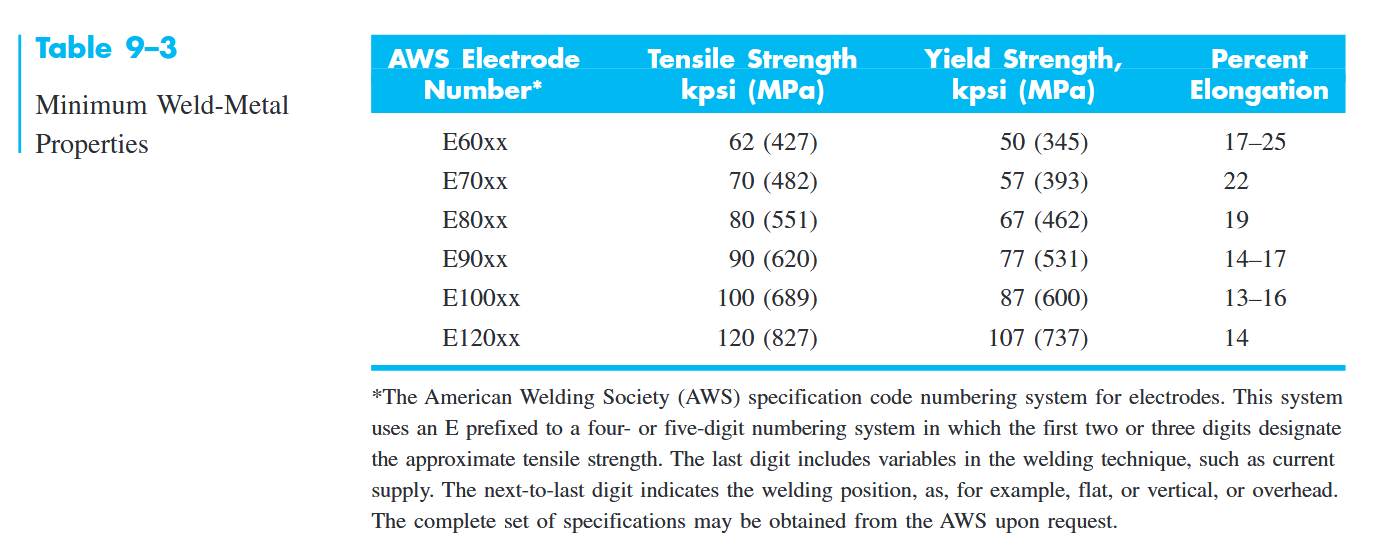 Table 9–3
Minimum Weld-Metal
Properties
AWS Electrode Tensile Strength Yield Strength, Percent
Number* kpsi (MPa) kpsi (MPa) Elongation
E60xx 62 (427) 50 (345) 17–25
E70xx 70 (482) 57 (393) 22
E80xx 80 (551) 67 (462) 19
E90xx 90 (620) 77 (531) 14–17
E100xx 100 (689) 87 (600) 13–16
E120xx 120 (827) 107 (737) 14
*The American Welding Society (AWS) specification code numbering system for electrodes. This system
uses an E prefixed to a four- or five-digit numbering system in which the first two or three digits designate
the approximate tensile strength. The last digit includes variables in the welding technique, such as current
supply. The next-to-last digit indicates the welding position, as, for example, flat, or vertical, or overhead.
The complete set of specifications may be obtained from the AWS upon request.